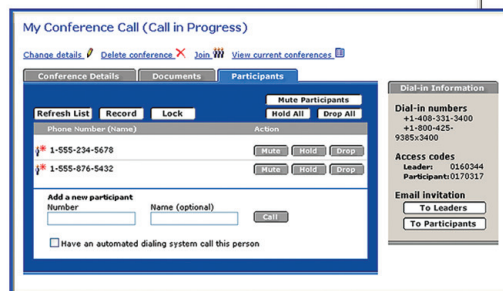 My Conference Call (Call in Progress)
Change details Delete conference Join View current conferences
Conference Details Documents Participants
Mute Participants
Refresh List Record Lock Hold All Drop All
Phone Number (Name) Action
1-555-234-5678 Mute Hold Drop
1-555-876-5432 Mute Hold Drop
Add a new participant
Number Name (optional)
Call
Have an automated dialing system call this person
Dial-in Information
Dial-in numbers
+1-408-331-3400
+1-800-425-
9385x3400
Access codes
Leader: 0160344
Participant: 0170317
Email invitation
To Leaders
To Participants